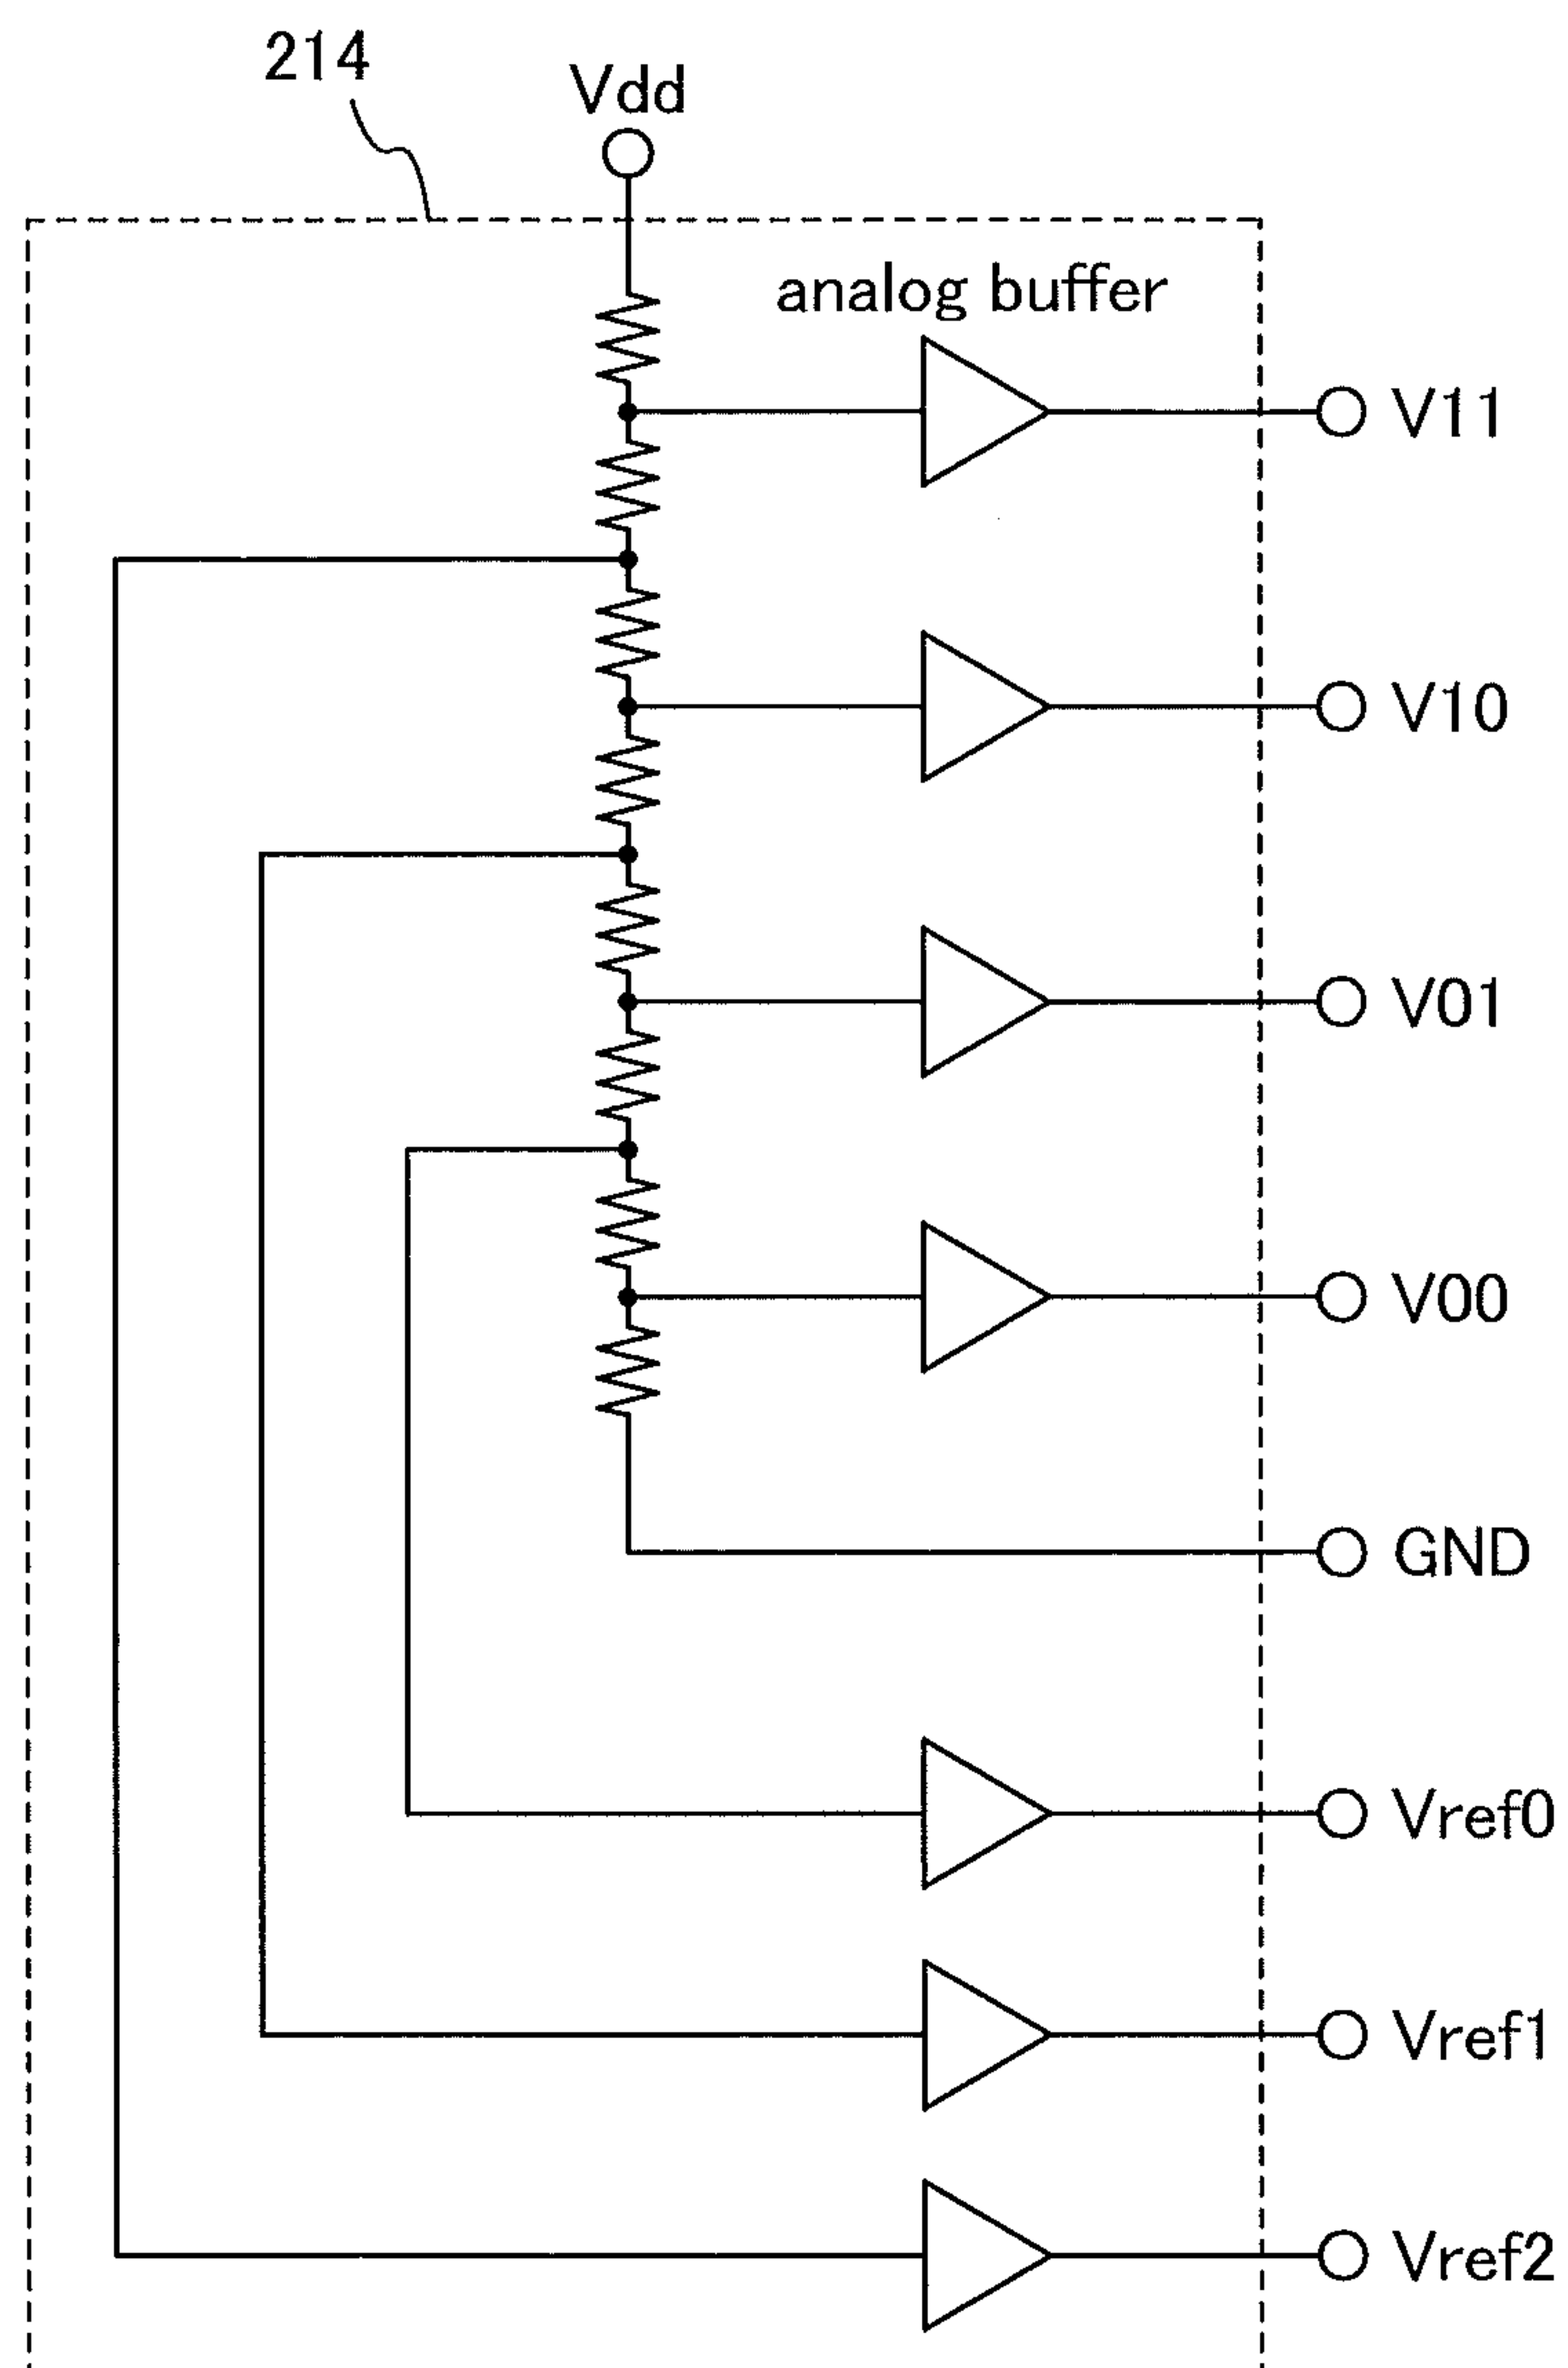 214
Vdd
analog buffer
V11
V10
V01
V00
GND
Vref0
Vref1
Vref2